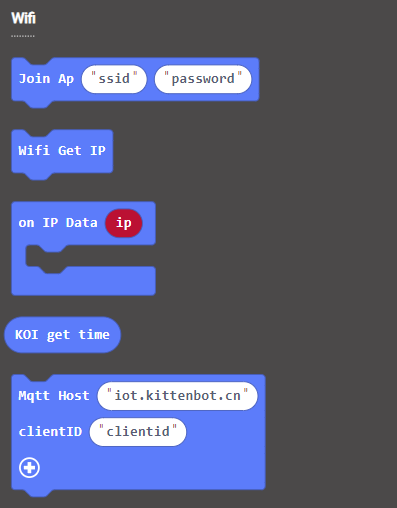 Wifi
Join Ap "ssid" "password"
Wifi Get IP
on IP Data ip
KOI get time
Mqtt Host "iot.kittenbot.cn"
clientID "clientid"